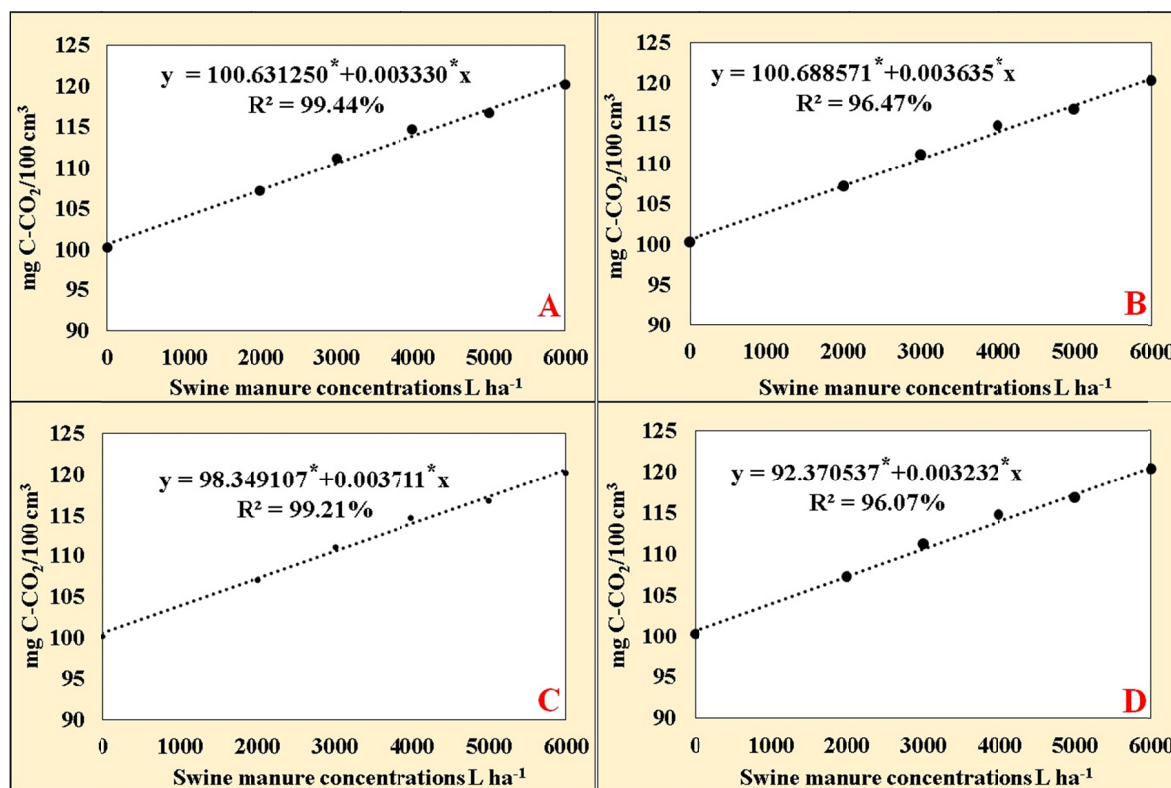 y = 100.631250*+0.003330*x
R² = 99.44%
125
120
115
110
105
100
95
90
mg C-CO₂/100 cm³
0 1000 2000 3000 4000 5000 6000
Swine manure concentrations L ha⁻¹
A
y = 100.688571*+0.003635*x
R² = 96.47%
125
120
115
110
105
100
95
90
mg C-CO₂/100 cm³
0 1000 2000 3000 4000 5000 6000
Swine manure concentrations L ha⁻¹
B
y = 98.349107*+0.003711*x
R² = 99.21%
125
120
115
110
105
100
95
90
mg C-CO₂/100 cm³
0 1000 2000 3000 4000 5000 6000
Swine manure concentrations L ha⁻¹
C
y = 92.370537*+0.003232*x
R² = 96.07%
125
120
115
110
105
100
95
90
mg C-CO₂/100 cm³
0 1000 2000 3000 4000 5000 6000
Swine manure concentrations L ha⁻¹
D